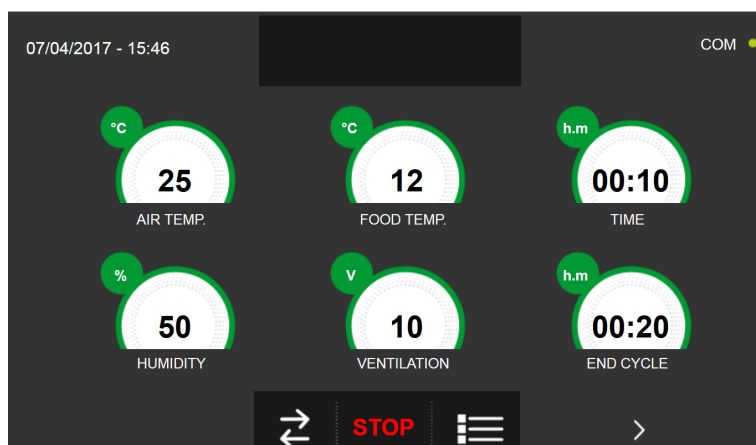 07/04/2017 - 15:46
COM
°C
25
AIR TEMP.
°C
12
FOOD TEMP.
h.m
00:10
TIME
%
50
HUMIDITY
V
10
VENTILATION
h.m
00:20
END CYCLE
STOP